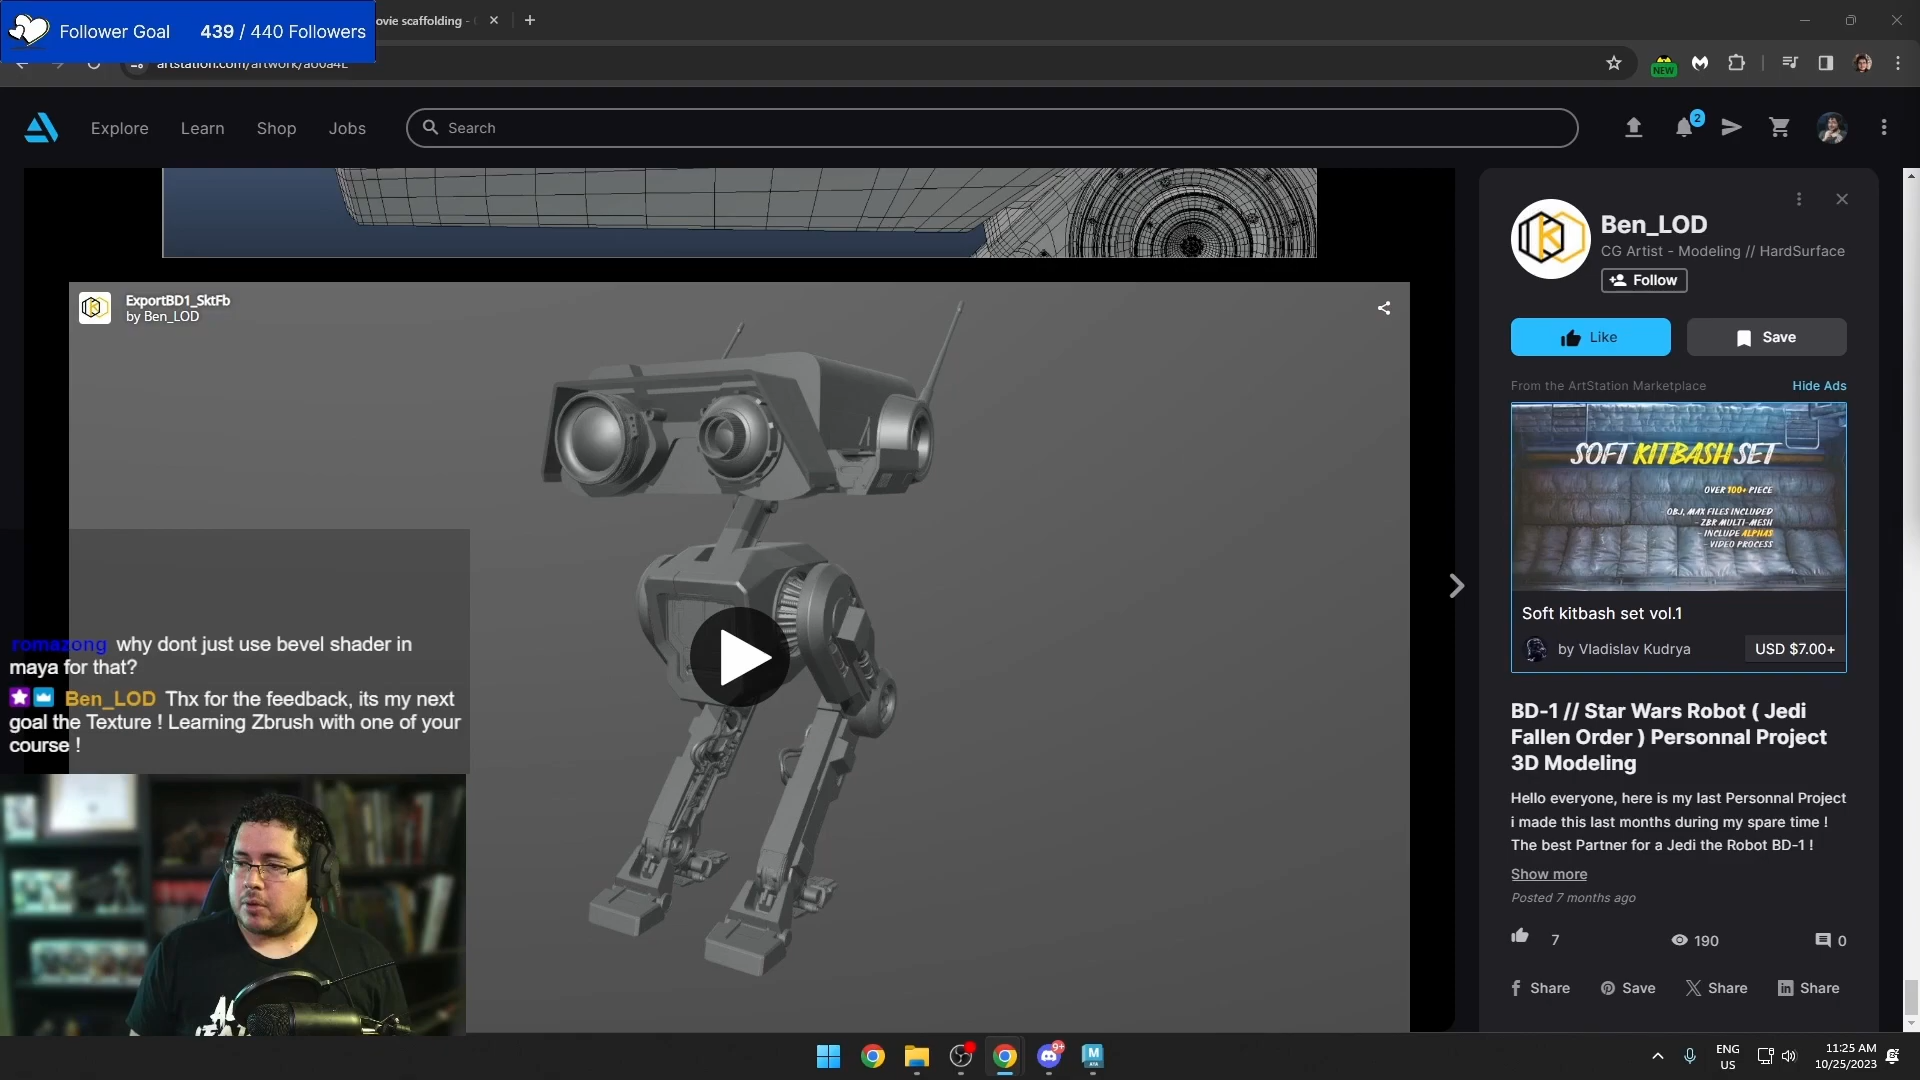 Follower Goal 439 / 440 Followers
ovie scaffolding -
artstation.com/artwork/a00a4L
NEW
Explore Learn Shop Jobs
Search
2
ExportBD1_SktFb
by Ben_LOD
romazong why dont just use bevel shader in
maya for that?
Ben_LOD Thx for the feedback, its my next
goal the Texture ! Learning Zbrush with one of your
course !
Ben_LOD
CG Artist - Modeling // HardSurface
Follow
Like
Save
From the ArtStation Marketplace
Hide Ads
SOFT KITBASH SET
OVER 100+ PIECE
- OBJ, MAX FILES INCLUDED
- ZBR MULTI-MESH
- INCLUDE ALPHAS
- VIDEO PROCESS
Soft kitbash set vol.1
by Vladislav Kudrya
USD $7.00+
BD-1 // Star Wars Robot ( Jedi
Fallen Order ) Personnal Project
3D Modeling
Hello everyone, here is my last Personnal Project
i made this last months during my spare time !
The best Partner for a Jedi the Robot BD-1 !
Show more
Posted 7 months ago
7
190
0
Share
Save
Share
Share
9+
M
ENG
US
11:25 AM
10/25/2023